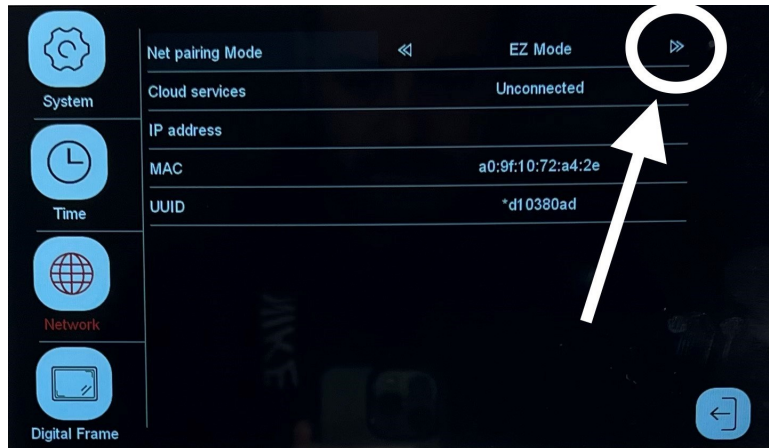 Net pairing Mode EZ Mode
System
Cloud services Unconnected
IP address
MAC a0:9f:10:72:a4:2e
Time
UUID *d10380ad
Network
Digital Frame